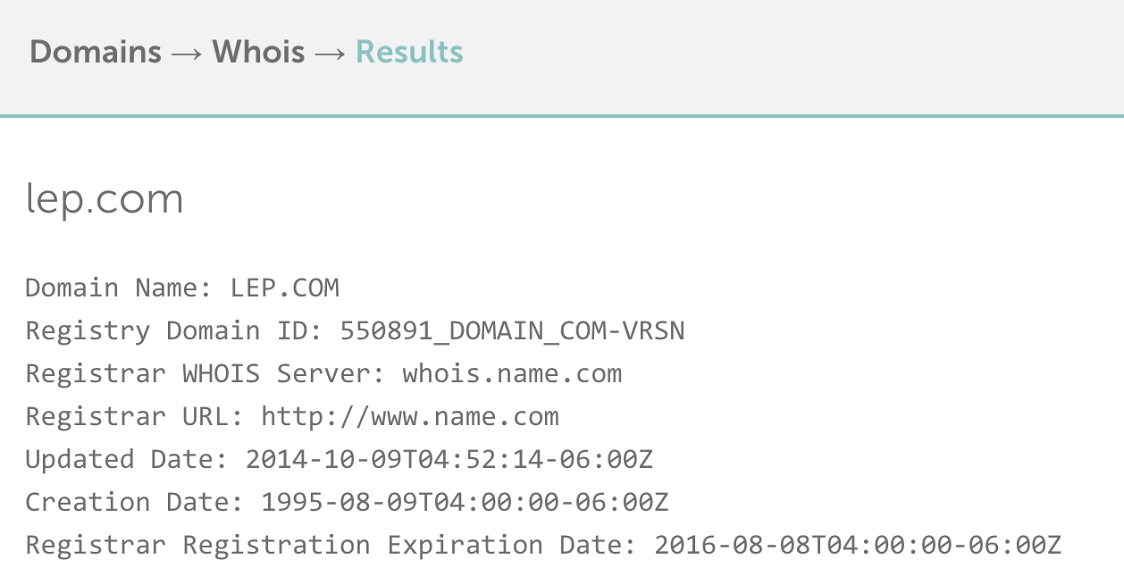 Domains → Whois → Results
lep.com
Domain Name: LEP.COM
Registry Domain ID: 550891_DOMAIN_COM-VRSN
Registrar WHOIS Server: whois.name.com
Registrar URL: http://www.name.com
Updated Date: 2014-10-09T04:52:14-06:00Z
Creation Date: 1995-08-09T04:00:00-06:00Z
Registrar Registration Expiration Date: 2016-08-08T04:00:00-06:00Z